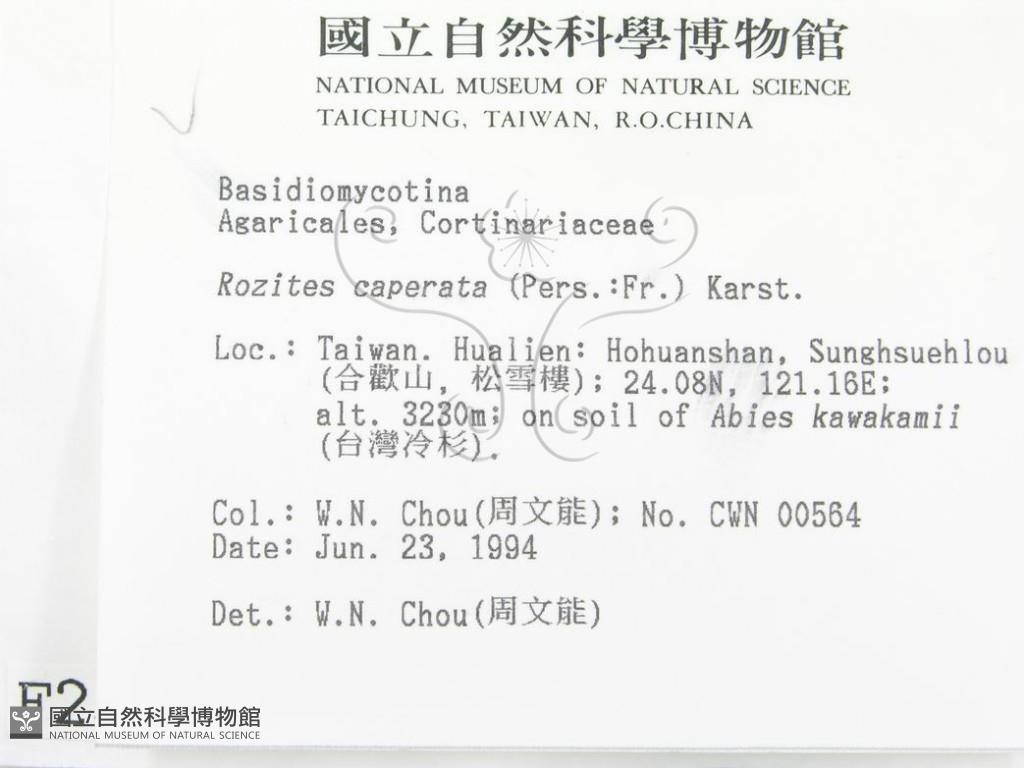 國立自然科學博物館
NATIONAL MUSEUM OF NATURAL SCIENCE
TAICHUNG, TAIWAN, R.O.CHINA
Basidiomycotina
Agaricales, Cortinariaceae
Rozites caperata (Pers.:Fr.) Karst.
Loc.: Taiwan. Hualien: Hohuanshan, Sunghsuehlou
(合歡山, 松雪樓); 24.08N, 121.16E;
alt. 3230m; on soil of Abies kawakamii
(台灣冷杉).
Col.: W.N. Chou(周文能); No. CWN 00564
Date: Jun. 23, 1994
Det.: W.N. Chou(周文能)
F2
國立自然科學博物館
NATIONAL MUSEUM OF NATURAL SCIENCE